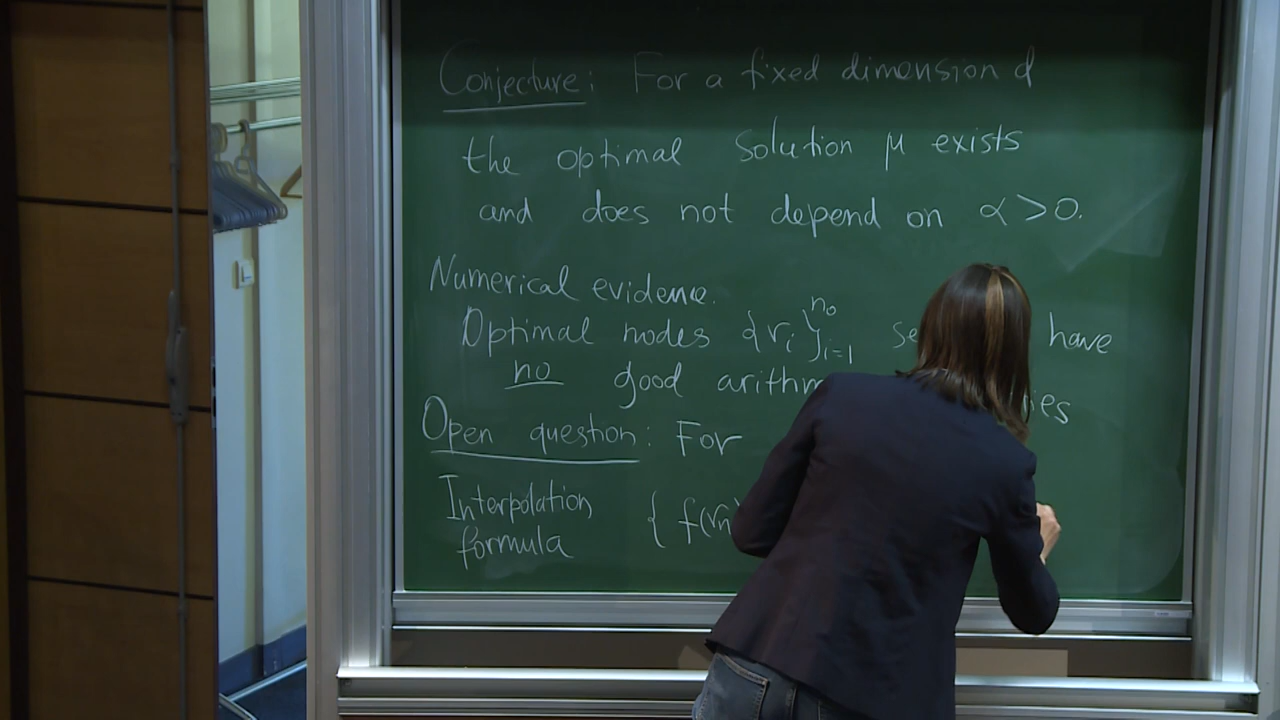 Conjecture: For a fixed dimension d
the optimal solution μ exists
and does not depend on α > 0.
Numerical evidence.
Optimal nodes {r_i}_{i=1}^{n_0} have
no good
Open question: For
Interpolation { f(r_n
formula